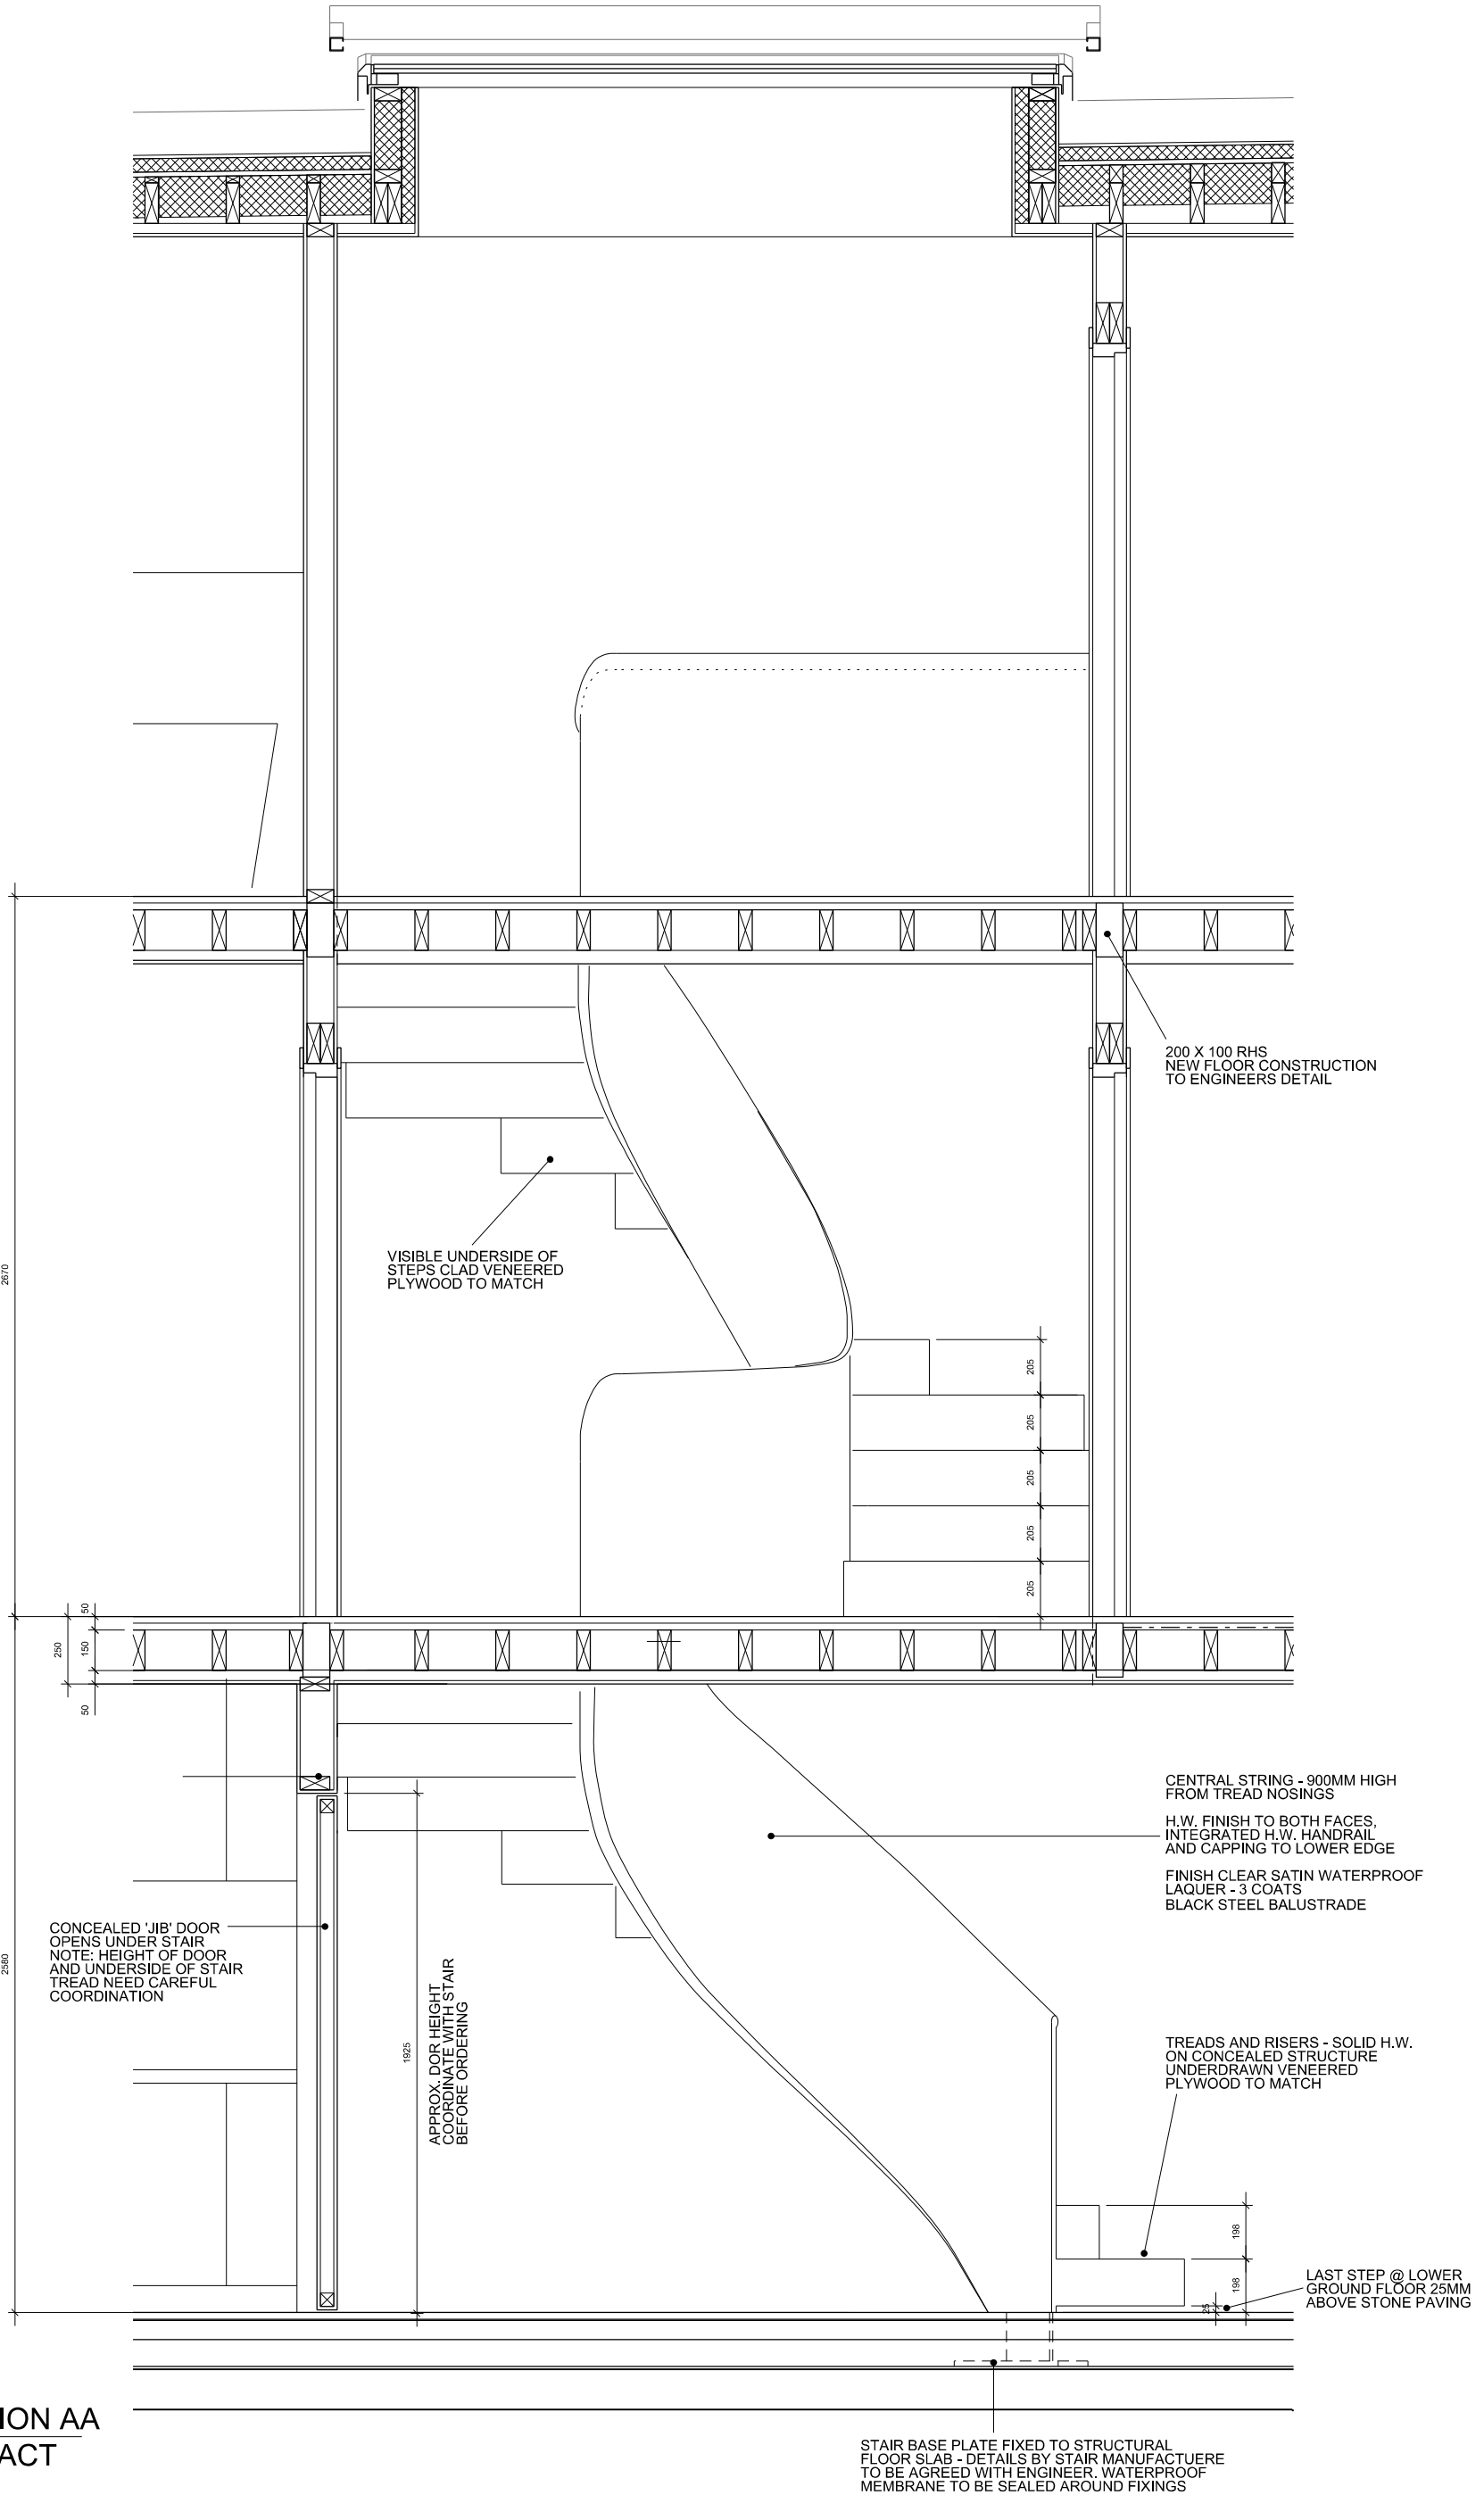 200 X 100 RHS
NEW FLOOR CONSTRUCTION
TO ENGINEERS DETAIL
VISIBLE UNDERSIDE OF
STEPS CLAD VENEERED
PLYWOOD TO MATCH
2670
205
205
205
205
205
50
250
150
50
CENTRAL STRING - 900MM HIGH
FROM TREAD NOSINGS
H.W. FINISH TO BOTH FACES,
INTEGRATED H.W. HANDRAIL
AND CAPPING TO LOWER EDGE
FINISH CLEAR SATIN WATERPROOF
LAQUER - 3 COATS
BLACK STEEL BALUSTRADE
CONCEALED 'JIB' DOOR
OPENS UNDER STAIR
NOTE: HEIGHT OF DOOR
AND UNDERSIDE OF STAIR
TREAD NEED CAREFUL
COORDINATION
2580
1925
APPROX. DOR HEIGHT
COORDINATE WITH STAIR
BEFORE ORDERING
TREADS AND RISERS - SOLID H.W.
ON CONCEALED STRUCTURE
UNDERDRAWN VENEERED
PLYWOOD TO MATCH
198
198
25
LAST STEP @ LOWER
GROUND FLOOR 25MM
ABOVE STONE PAVING
ION AA
ACT
STAIR BASE PLATE FIXED TO STRUCTURAL
FLOOR SLAB - DETAILS BY STAIR MANUFACTUERE
TO BE AGREED WITH ENGINEER. WATERPROOF
MEMBRANE TO BE SEALED AROUND FIXINGS